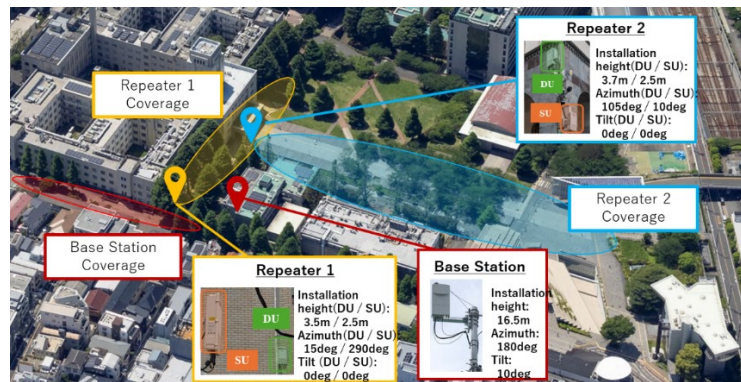 Repeater 2
DU
SU
Installation
height(DU / SU):
3.7m / 2.5m
Azimuth(DU / SU):
105deg / 10deg
Tilt(DU / SU):
0deg / 0deg
Repeater 1
Coverage
Repeater 2
Coverage
Base Station
Coverage
Repeater 1
DU
SU
Installation
height(DU / SU):
3.5m / 2.5m
Azimuth(DU / SU):
15deg / 290deg
Tilt (DU / SU):
0deg / 0deg
Base Station
Installation
height:
16.5m
Azimuth:
180deg
Tilt:
10deg